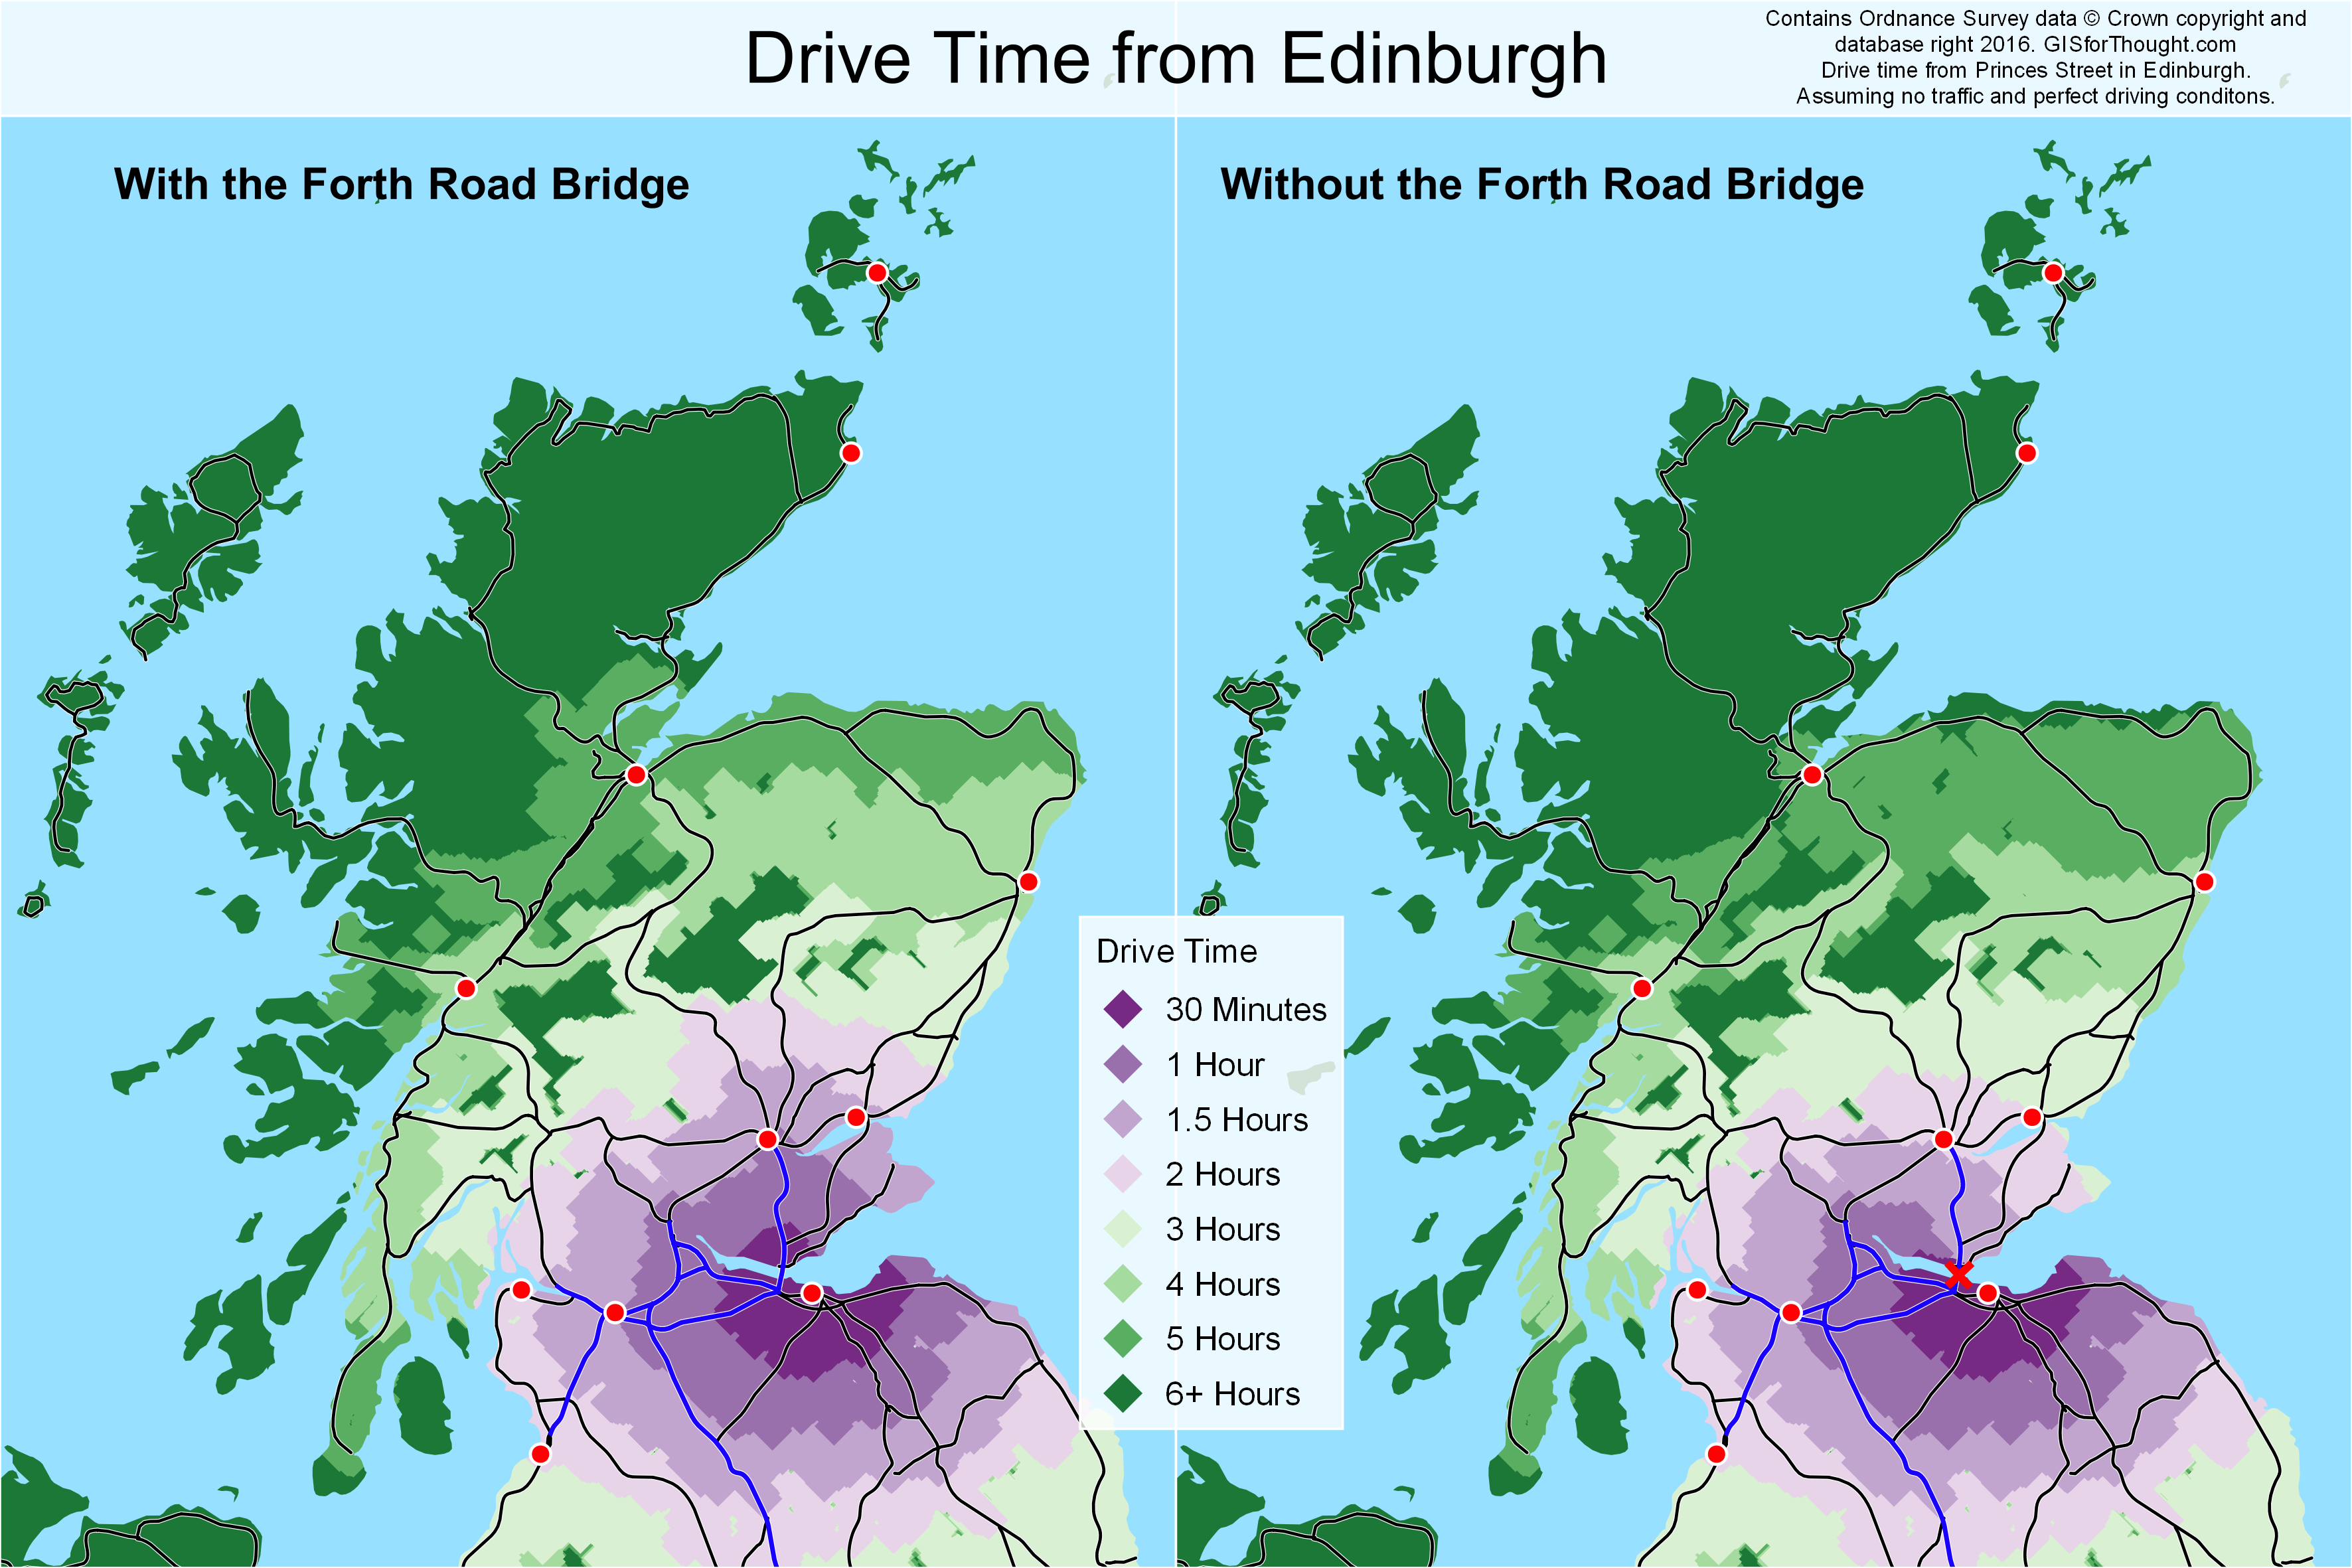 Drive Time from Edinburgh
Contains Ordnance Survey data © Crown copyright and
database right 2016. GISforThought.com
Drive time from Princes Street in Edinburgh.
Assuming no traffic and perfect driving conditons.
With the Forth Road Bridge
Without the Forth Road Bridge
Drive Time
30 Minutes
1 Hour
1.5 Hours
2 Hours
3 Hours
4 Hours
5 Hours
6+ Hours